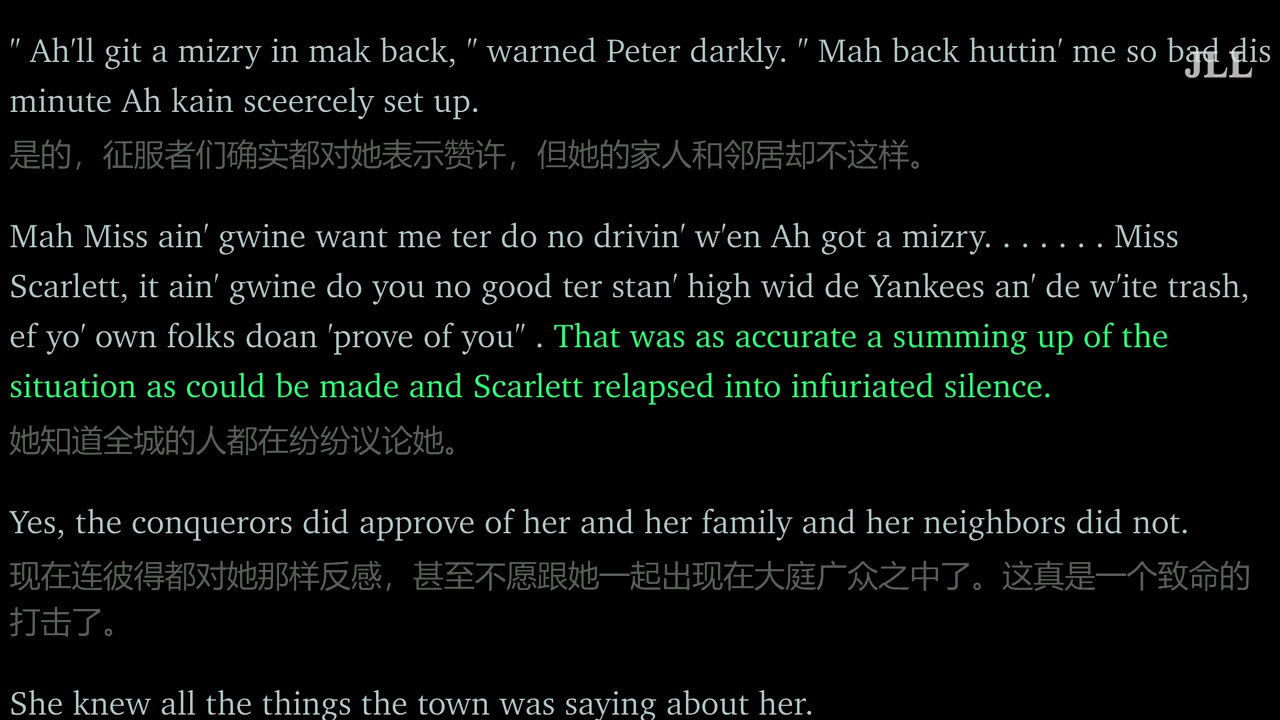 " Ah'll git a mizry in mak back, " warned Peter darkly. " Mah back huttin' me so bad dis
JLL
minute Ah kain sceercely set up.
是的，征服者们确实都对她表示赞许，但她的家人和邻居却不这样。
Mah Miss ain' gwine want me ter do no drivin' w'en Ah got a mizry. . . . . . . Miss
Scarlett, it ain' gwine do you no good ter stan' high wid de Yankees an' de w'ite trash,
ef yo' own folks doan 'prove of you" . That was as accurate a summing up of the
situation as could be made and Scarlett relapsed into infuriated silence.
她知道全城的人都在纷纷议论她。
Yes, the conquerors did approve of her and her family and her neighbors did not.
现在连彼得都对她那样反感，甚至不愿跟她一起出现在大庭广众之中了。这真是一个致命的
打击了。
She knew all the things the town was saying about her.